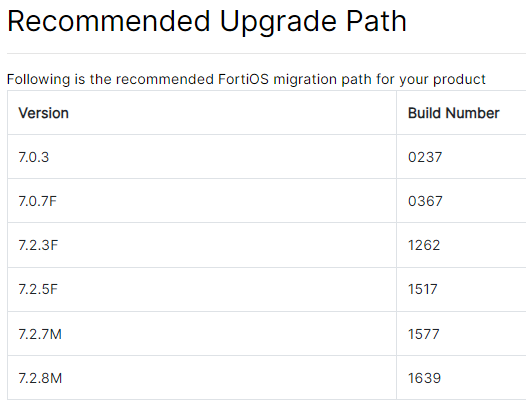 Recommended Upgrade Path
Following is the recommended FortiOS migration path for your product
Version Build Number
7.0.3 0237
7.0.7F 0367
7.2.3F 1262
7.2.5F 1517
7.2.7M 1577
7.2.8M 1639